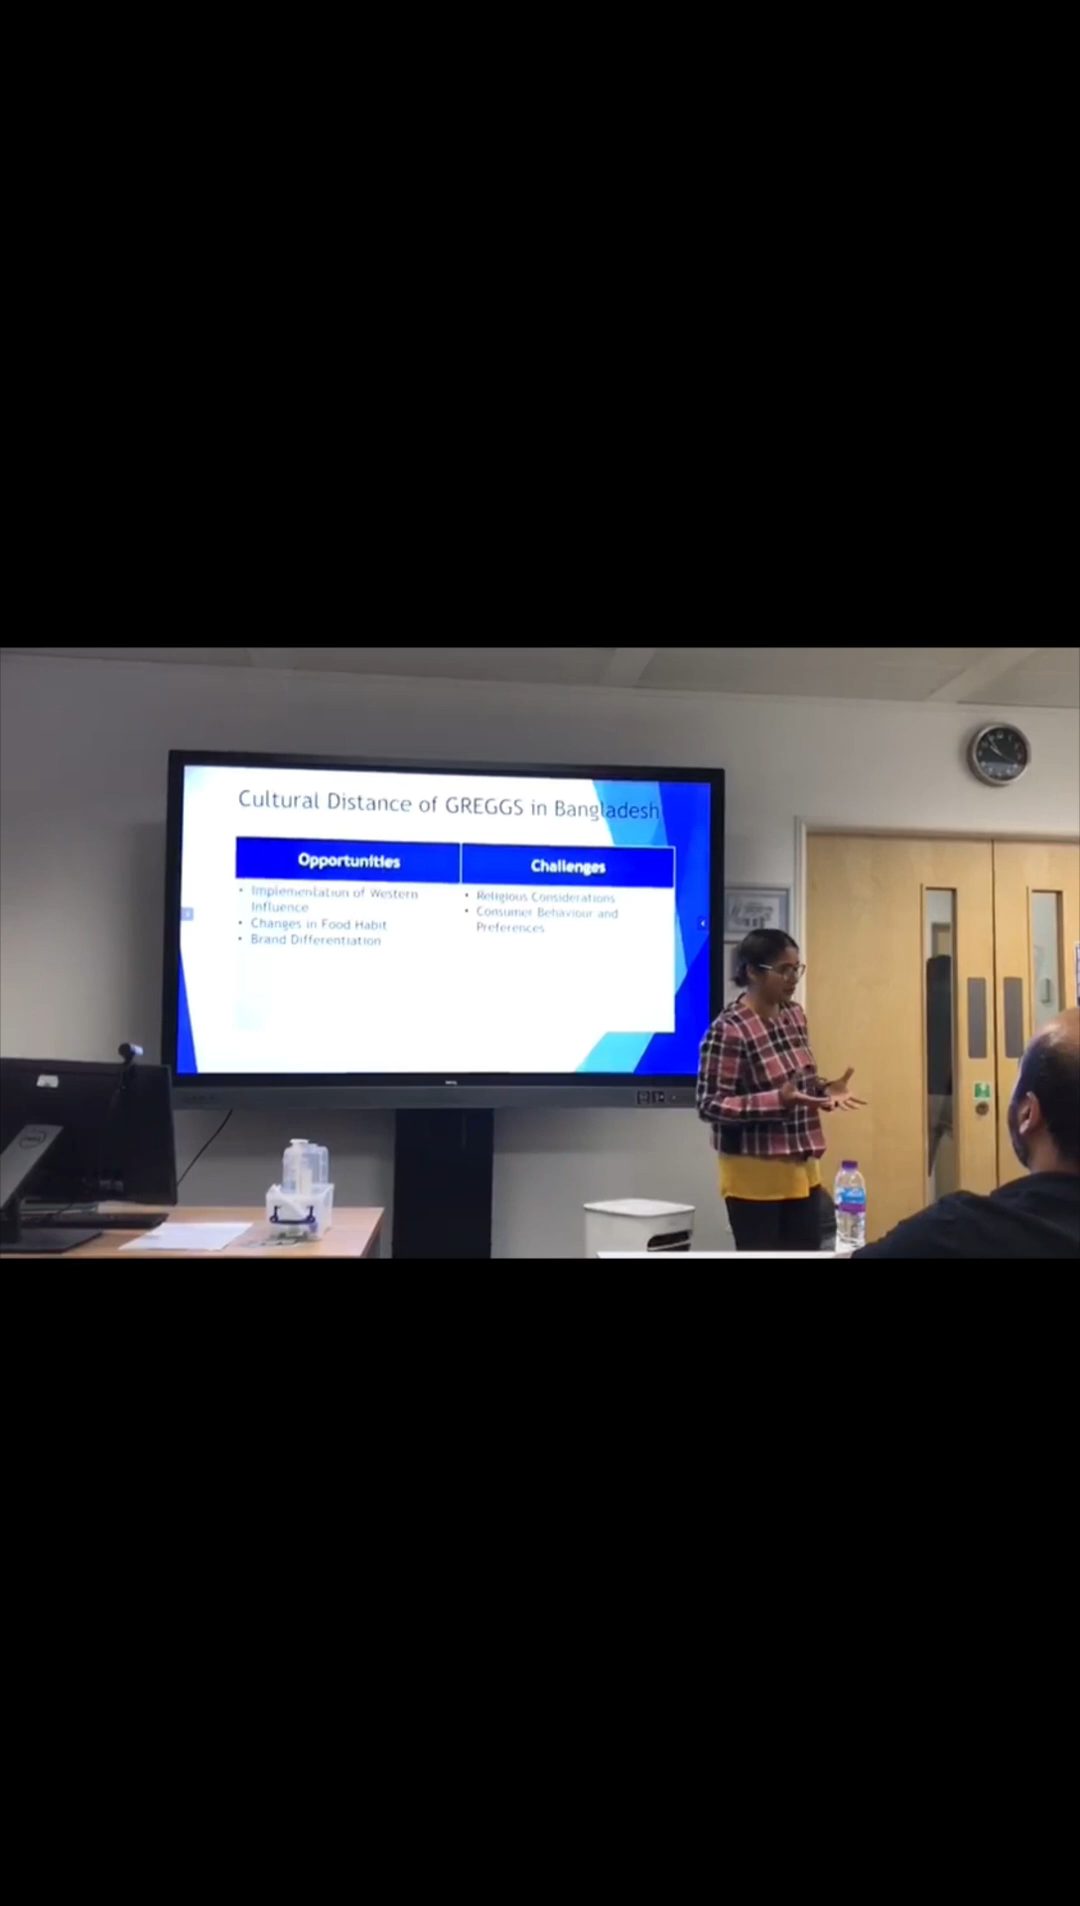 Cultural Distance of GREGGS in Bangladesh
Opportunities
• Implementation of Western
Influence
• Changes in Food Habit
• Brand Differentiation
Challenges
• Religious Considerations
• Consumer Behaviour and
Preferences
DELL